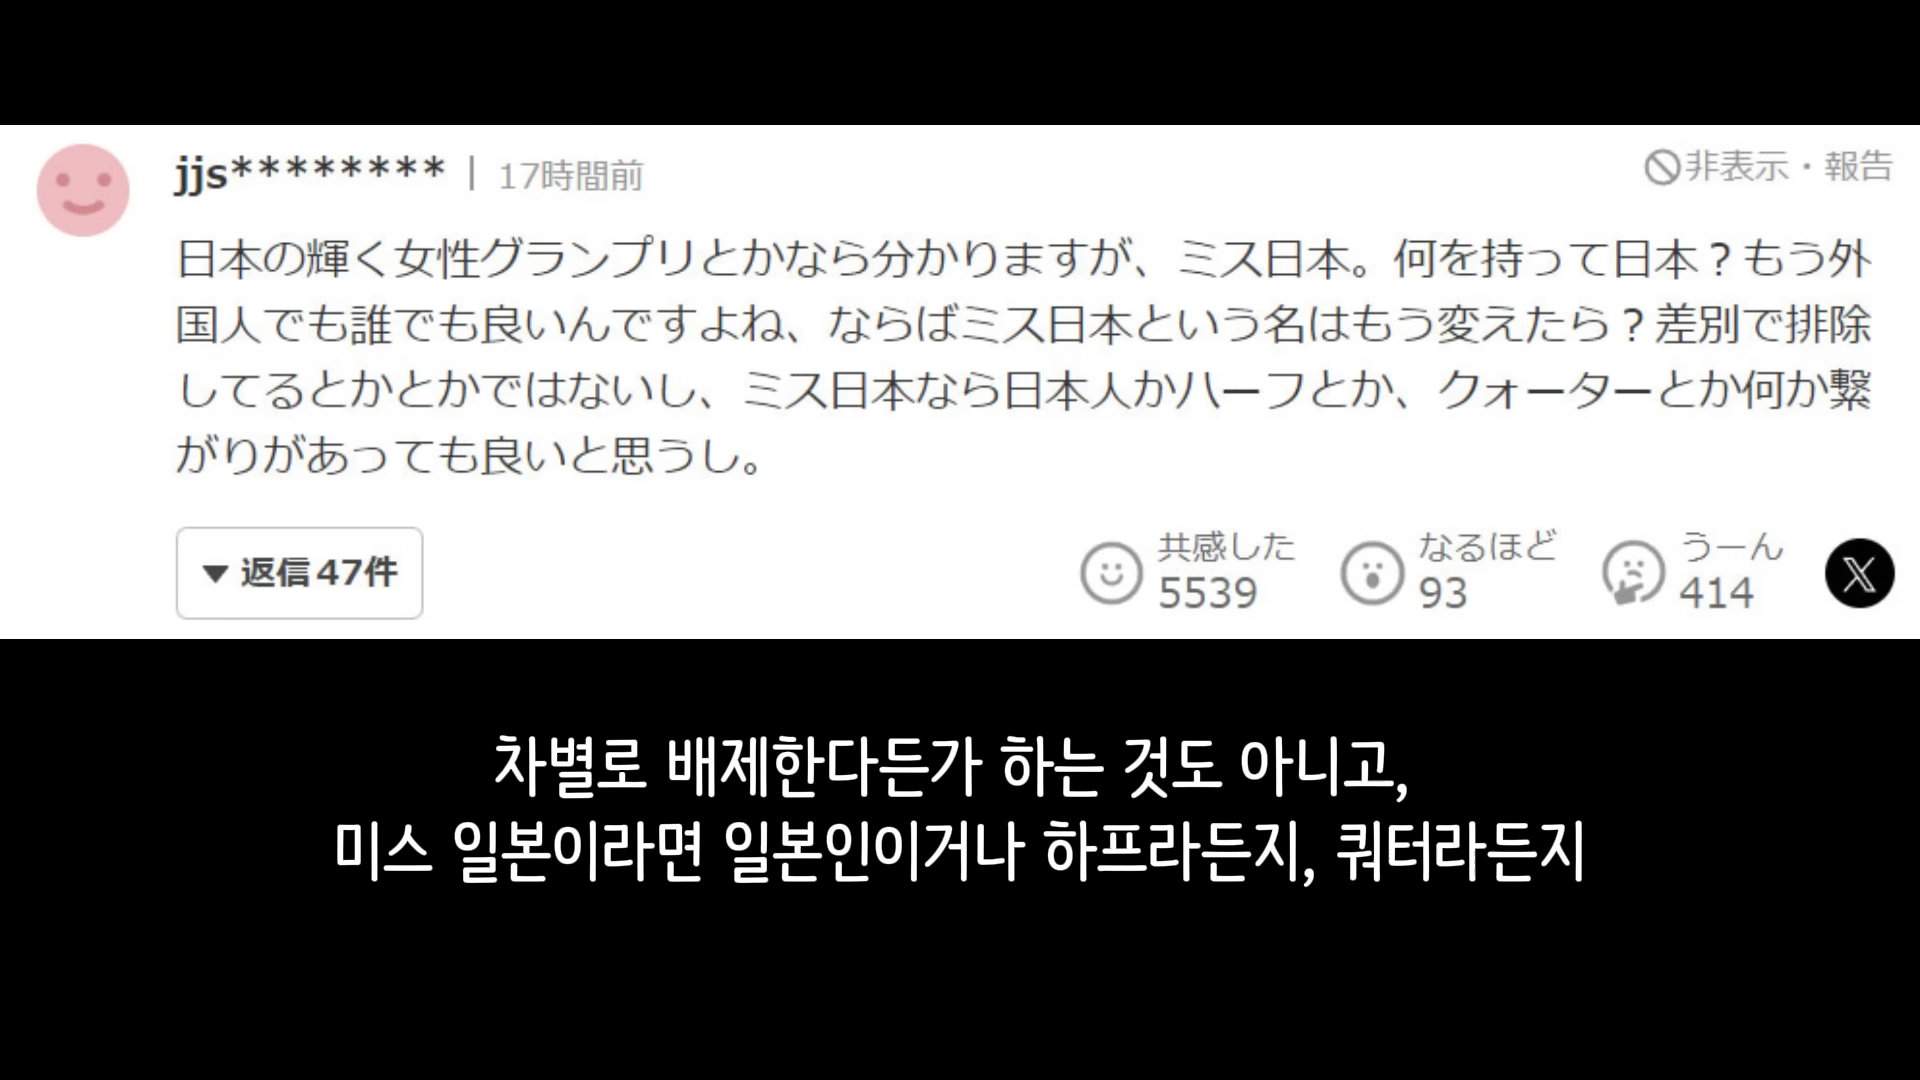 jjs******** | 17時間前
非表示・報告
日本の輝く女性グランプリとかなら分かりますが、ミス日本。何を持って日本？もう外
国人でも誰でも良いんですよね、ならばミス日本という名はもう変えたら？差別で排除
してるとかとかではないし、ミス日本なら日本人かハーフとか、クォーターとか何か繋
がりがあっても良いと思うし。
返信47件
共感した
5539
なるほど
93
うーん
414
차별로 배제한다든가 하는 것도 아니고,
미스 일본이라면 일본인이거나 하프라든지, 쿼터라든지